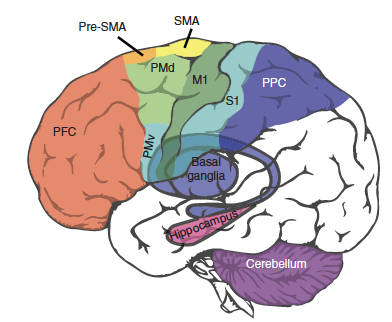 SMA
Pre-SMA
PMd
M1
PPC
S1
PFC
PMv
Basal
ganglia
Hippocampus
Cerebellum